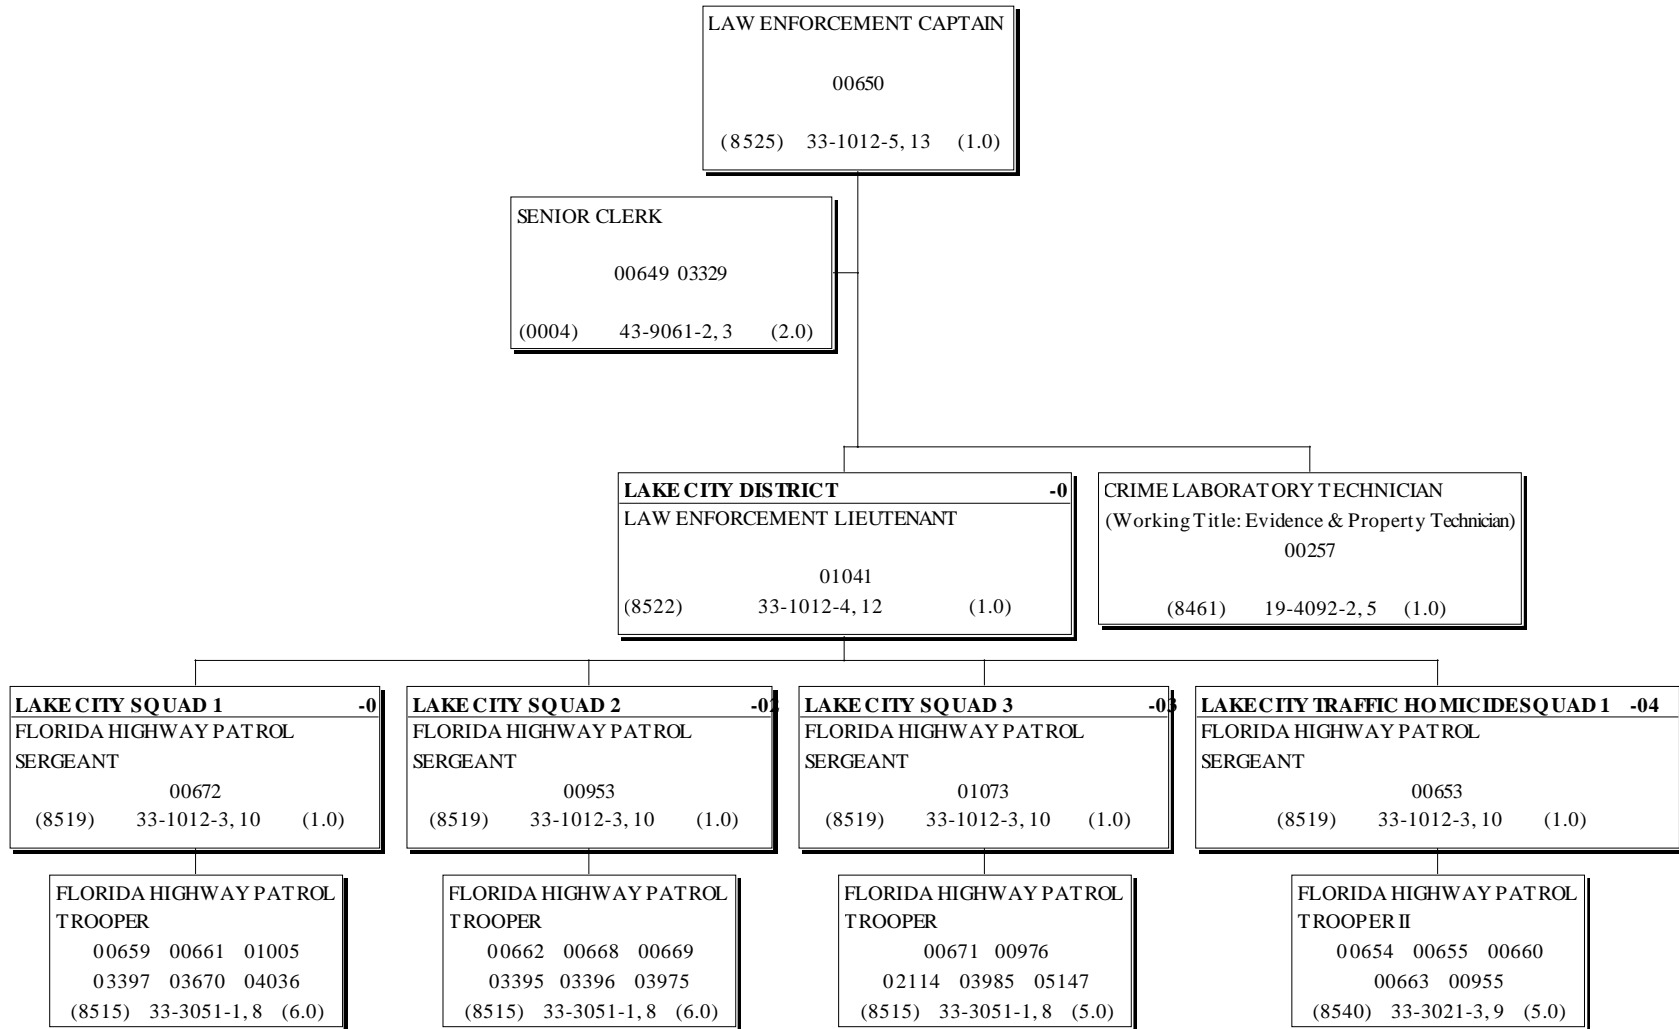 LAW ENFORCEMENT CAPTAIN
00650
(8525) 33-1012-5, 13 (1.0)
SENIOR CLERK
00649 03329
(0004) 43-9061-2, 3 (2.0)
LAKE CITY DISTRICT -0
LAW ENFORCEMENT LIEUTENANT
01041
(8522) 33-1012-4, 12 (1.0)
CRIME LABORATORY TECHNICIAN
(Working Title: Evidence & Property Technician)
00257
(8461) 19-4092-2, 5 (1.0)
LAKE CITY SQUAD 1 -0
FLORIDA HIGHWAY PATROL
SERGEANT
00672
(8519) 33-1012-3, 10 (1.0)
LAKE CITY SQUAD 2 -02
FLORIDA HIGHWAY PATROL
SERGEANT
00953
(8519) 33-1012-3, 10 (1.0)
LAKE CITY SQUAD 3 -03
FLORIDA HIGHWAY PATROL
SERGEANT
01073
(8519) 33-1012-3, 10 (1.0)
LAKE CITY TRAFFIC HOMICIDE SQUAD 1 -04
FLORIDA HIGHWAY PATROL
SERGEANT
00653
(8519) 33-1012-3, 10 (1.0)
FLORIDA HIGHWAY PATROL
TROOPER
00659 00661 01005
03397 03670 04036
(8515) 33-3051-1, 8 (6.0)
FLORIDA HIGHWAY PATROL
TROOPER
00662 00668 00669
03395 03396 03975
(8515) 33-3051-1, 8 (6.0)
FLORIDA HIGHWAY PATROL
TROOPER
00671 00976
02114 03985 05147
(8515) 33-3051-1, 8 (5.0)
FLORIDA HIGHWAY PATROL
TROOPER II
00654 00655 00660
00663 00955
(8540) 33-3021-3, 9 (5.0)